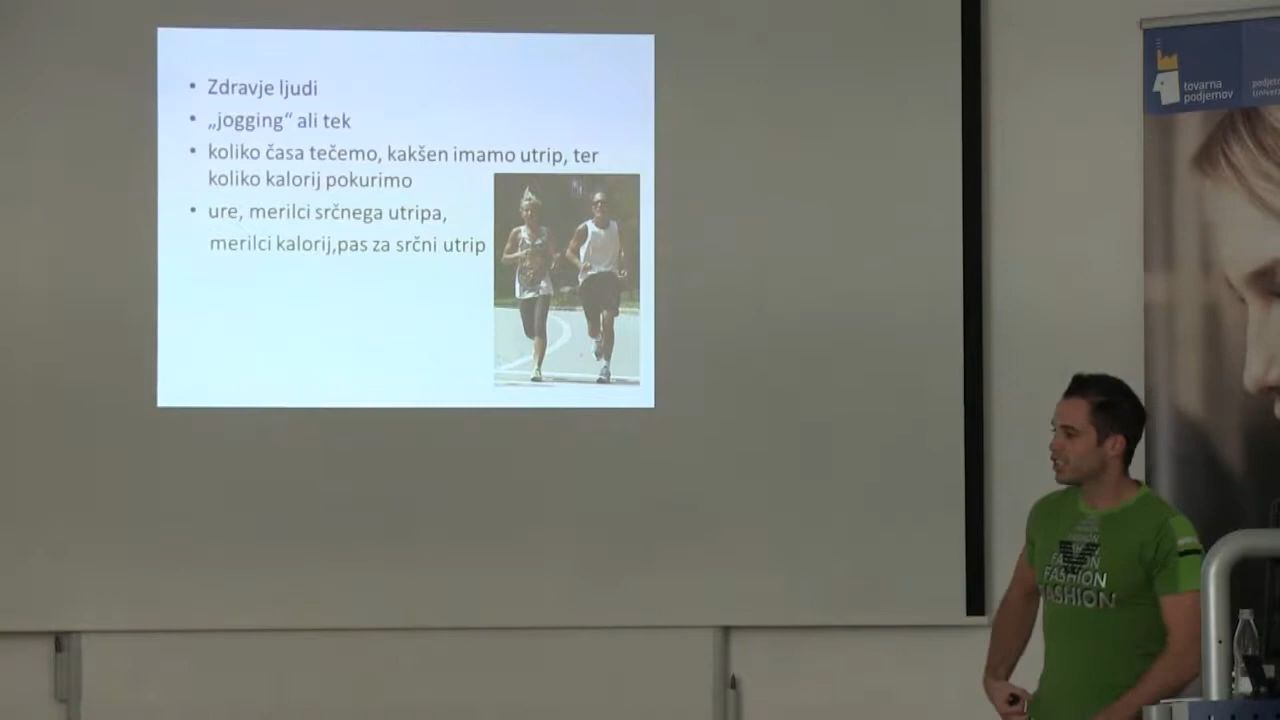 • Zdravje ljudi
• „jogging“ ali tek
• koliko časa tečemo, kakšen imamo utrip, ter
koliko kalorij pokurimo
• ure, merilci srčnega utripa,
merilci kalorij,pas za srčni utrip
tovarna
podjemov
FASHION
FASHION